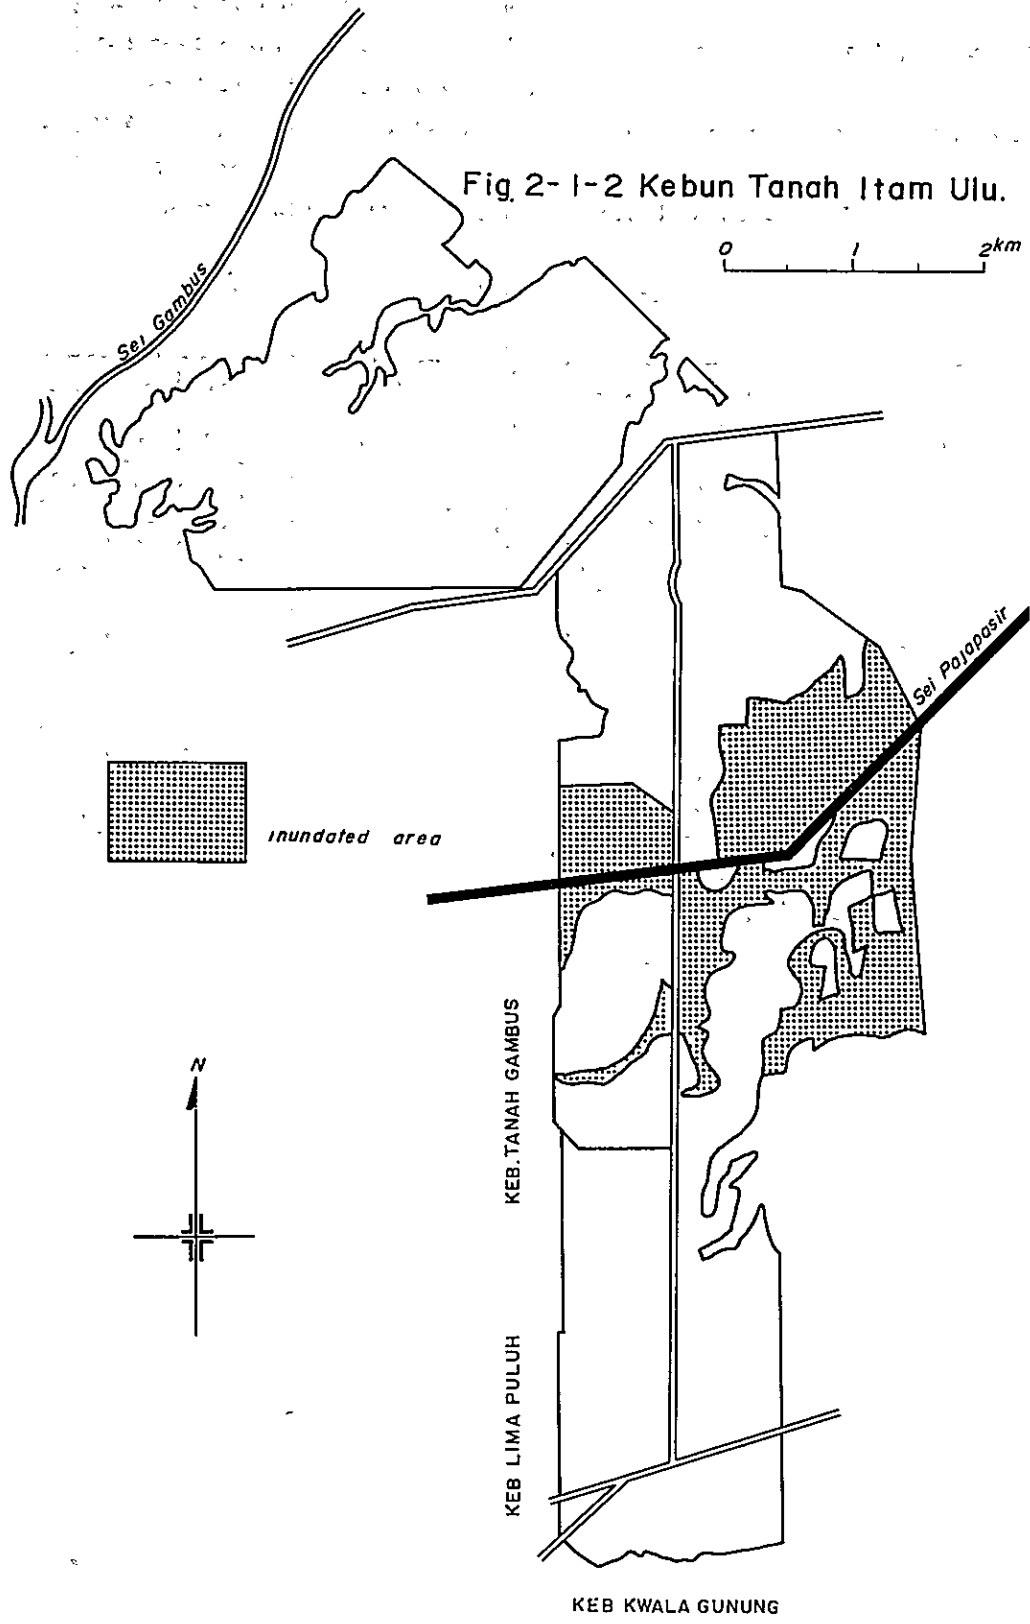 Fig. 2-1-2 Kebun Tanah Itam Ulu.
0 1 2km
Sei Gambus
Sei Pajapasir
inundated area
N
KEB. TANAH GAMBUS
KEB LIMA PULUH
KEB KWALA GUNUNG